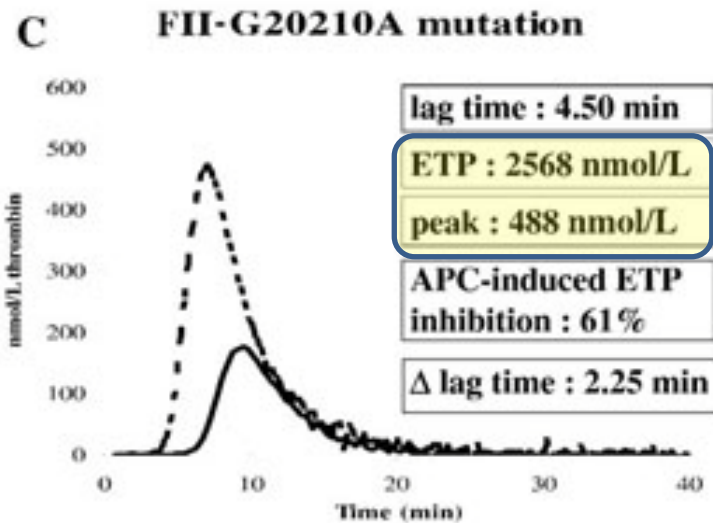 C FII-G20210A mutation
600
500
400
300
200
100
0
nmol/L thrombin
lag time : 4.50 min
ETP : 2568 nmol/L
peak : 488 nmol/L
APC-induced ETP
inhibition : 61%
Δ lag time : 2.25 min
0 10 20 30 40
Time (min)